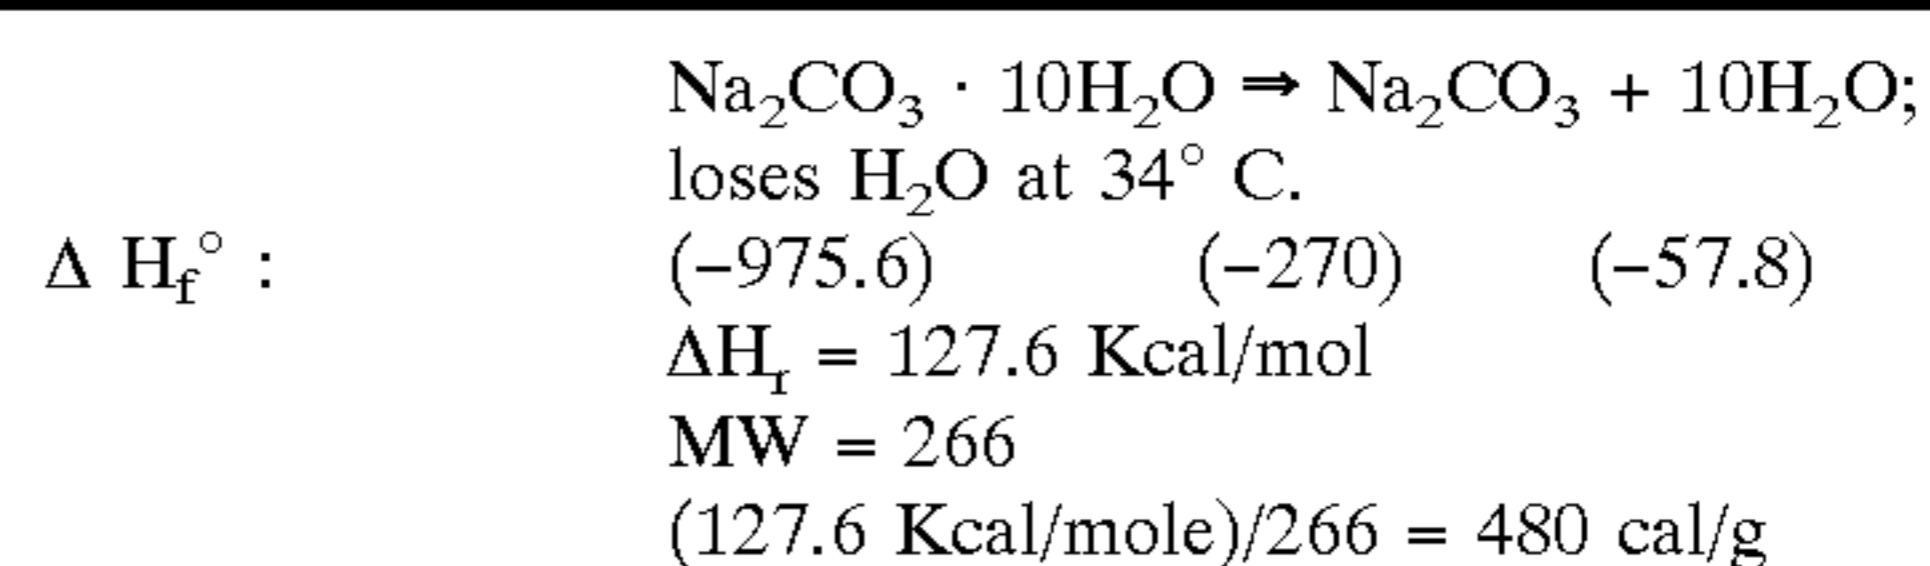 Na₂CO₃ · 10H₂O ⇒ Na₂CO₃ + 10H₂O;
loses H₂O at 34° C.
Δ H_f° : (−975.6) (−270) (−57.8)
ΔH_r = 127.6 Kcal/mol
MW = 266
(127.6 Kcal/mole)/266 = 480 cal/g